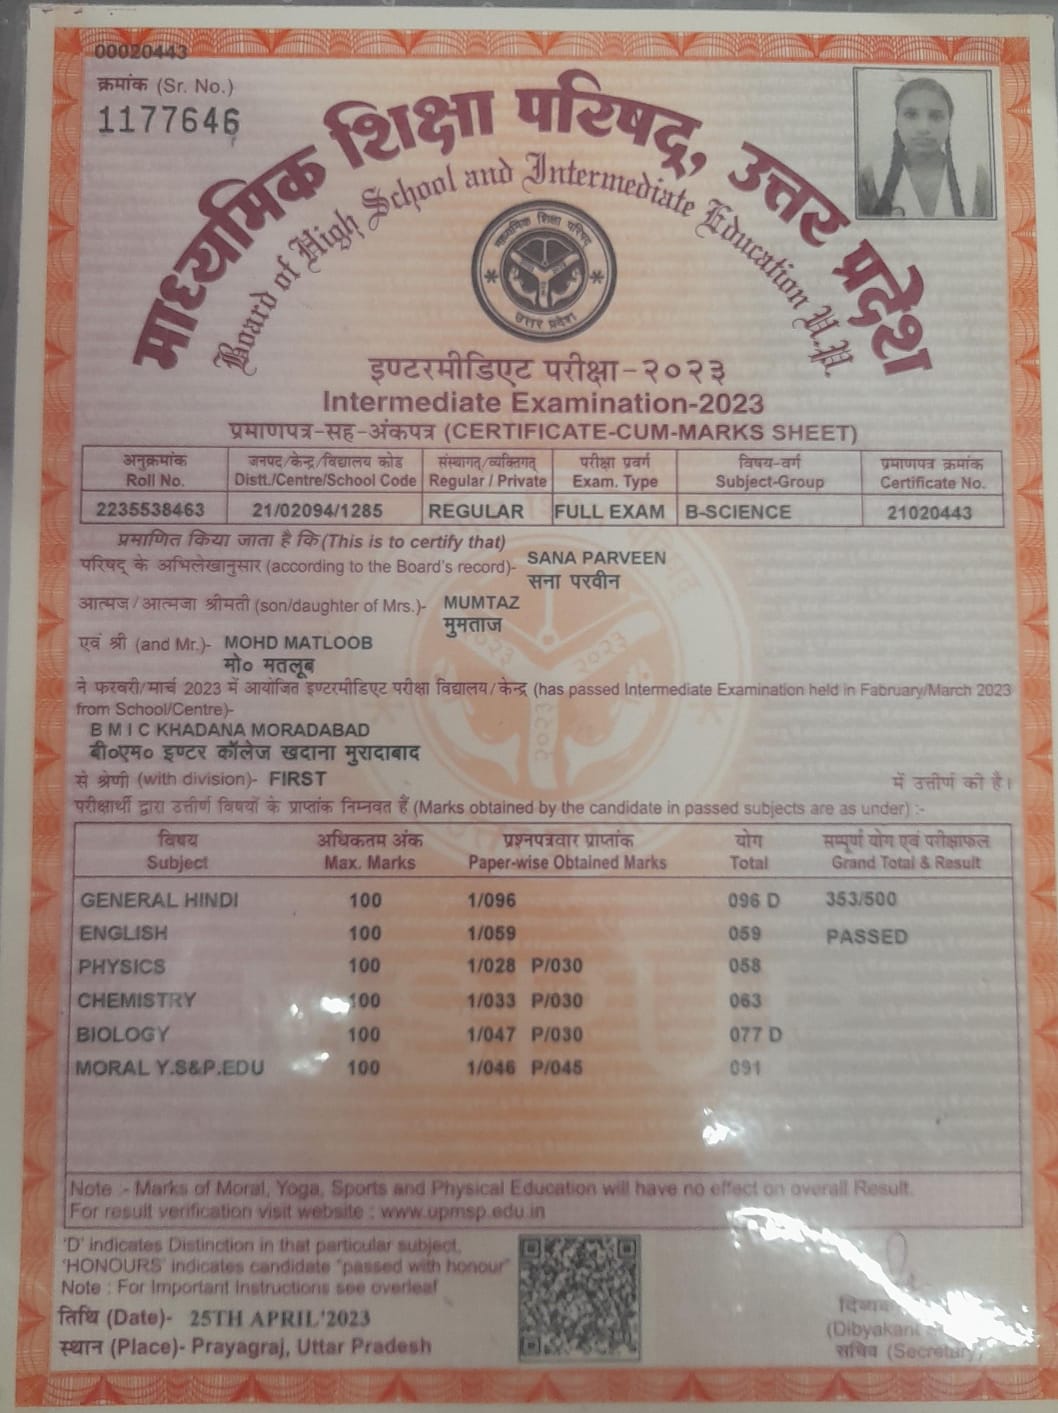 00020443
क्रमांक (Sr. No.)
1177646
माध्यमिक शिक्षा परिषद्, उत्तर प्रदेश
Board of High School and Intermediate Education U.P.
माध्यमिक शिक्षा परिषद
उत्तर प्रदेश
इण्टरमीडिएट परीक्षा-२०२३
Intermediate Examination-2023
प्रमाणपत्र-सह-अंकपत्र (CERTIFICATE-CUM-MARKS SHEET)
अनुक्रमांक जनपद/केन्द्र/विद्यालय कोड संस्थागत/व्यक्तिगत परीक्षा प्रवर्ग विषय-वर्ग प्रमाणपत्र क्रमांक
Roll No. Distt./Centre/School Code Regular / Private Exam. Type Subject-Group Certificate No.
2235538463 21/02094/1285 REGULAR FULL EXAM B-SCIENCE 21020443
प्रमाणित किया जाता है कि (This is to certify that)
परिषद् के अभिलेखानुसार (according to the Board's record)- SANA PARVEEN
सना परवीन
आत्मज/आत्मजा श्रीमती (son/daughter of Mrs.)- MUMTAZ
मुमताज
एवं श्री (and Mr.)- MOHD MATLOOB
मो० मतलूब
ने फरवरी/मार्च 2023 में आयोजित इण्टरमीडिएट परीक्षा विद्यालय/केन्द्र (has passed Intermediate Examination held in Fabruary/March 2023
from School/Centre)-
B M I C KHADANA MORADABAD
बी०एम० इण्टर कॉलेज खदाना मुरादाबाद
से श्रेणी (with division)- FIRST में उत्तीर्ण की है।
परीक्षार्थी द्वारा उत्तीर्ण विषयों के प्राप्तांक निम्नवत हैं (Marks obtained by the candidate in passed subjects are as under) :-
विषय अधिकतम अंक प्रश्नपत्रवार प्राप्तांक योग सम्पूर्ण योग एवं परीक्षाफल
Subject Max. Marks Paper-wise Obtained Marks Total Grand Total & Result
GENERAL HINDI 100 1/096 096 D 353/500
ENGLISH 100 1/059 059 PASSED
PHYSICS 100 1/028 P/030 058
CHEMISTRY 100 1/033 P/030 063
BIOLOGY 100 1/047 P/030 077 D
MORAL Y.S&P.EDU 100 1/046 P/045 091
Note :- Marks of Moral, Yoga, Sports and Physical Education will have no effect on overall Result.
For result verification visit website : www.upmsp.edu.in
'D' indicates Distinction in that particular subject,
'HONOURS' indicates candidate "passed with honour"
Note : For Important Instructions see overleaf
तिथि (Date)- 25TH APRIL'2023
स्थान (Place)- Prayagraj, Uttar Pradesh
(Dibyakant
सचिव (Secretary)